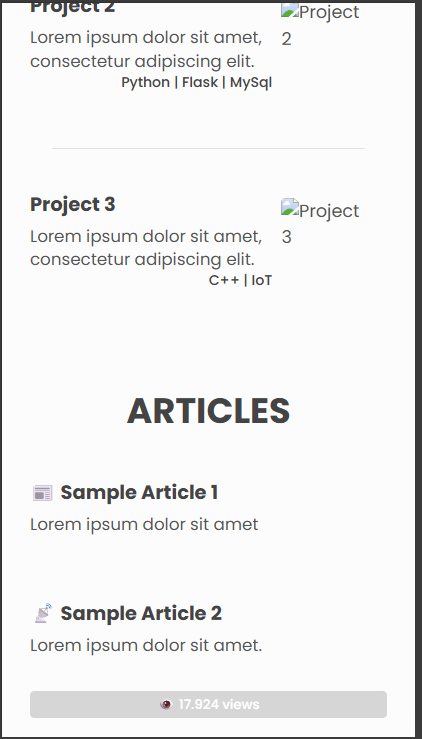 Project 2
Project
2
Lorem ipsum dolor sit amet,
consectetur adipiscing elit.
Python | Flask | MySql
Project 3
Project
3
Lorem ipsum dolor sit amet,
consectetur adipiscing elit.
C++ | IoT
ARTICLES
Sample Article 1
Lorem ipsum dolor sit amet
Sample Article 2
Lorem ipsum dolor sit amet.
17.924 views